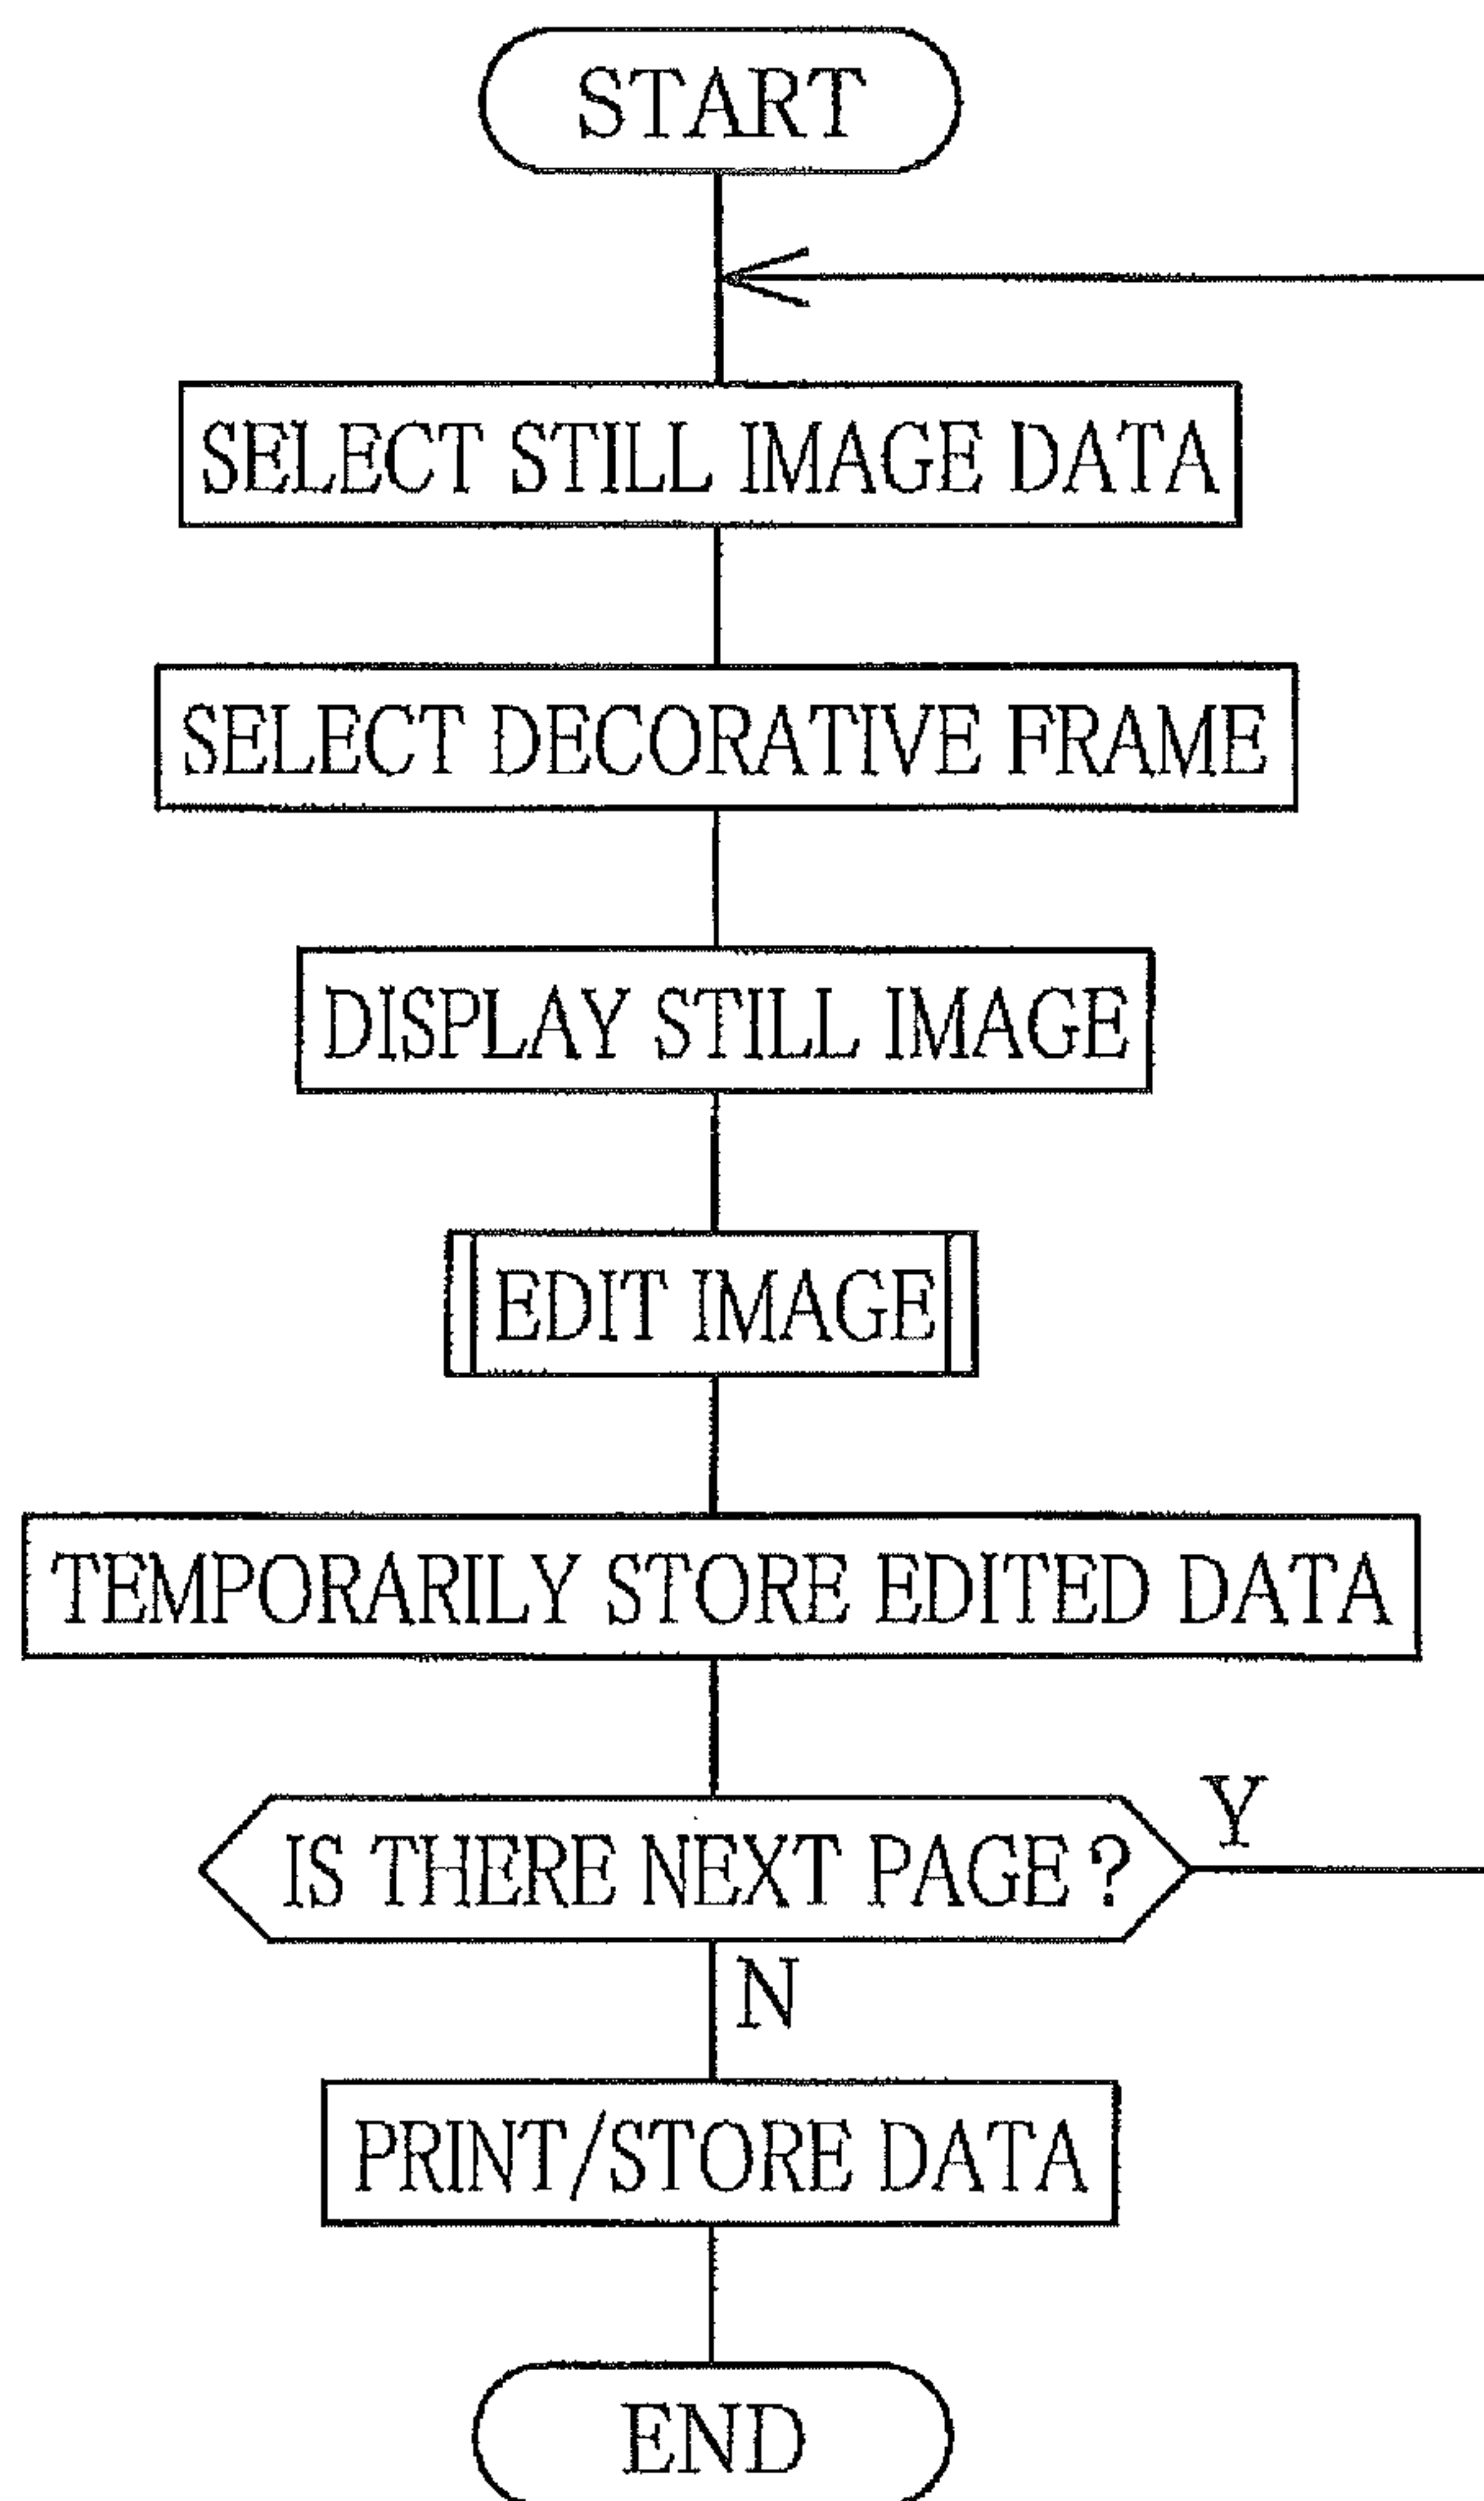 START
SELECT STILL IMAGE DATA
SELECT DECORATIVE FRAME
DISPLAY STILL IMAGE
EDIT IMAGE
TEMPORARILY STORE EDITED DATA
Y
IS THERE NEXT PAGE?
N
PRINT/STORE DATA
END